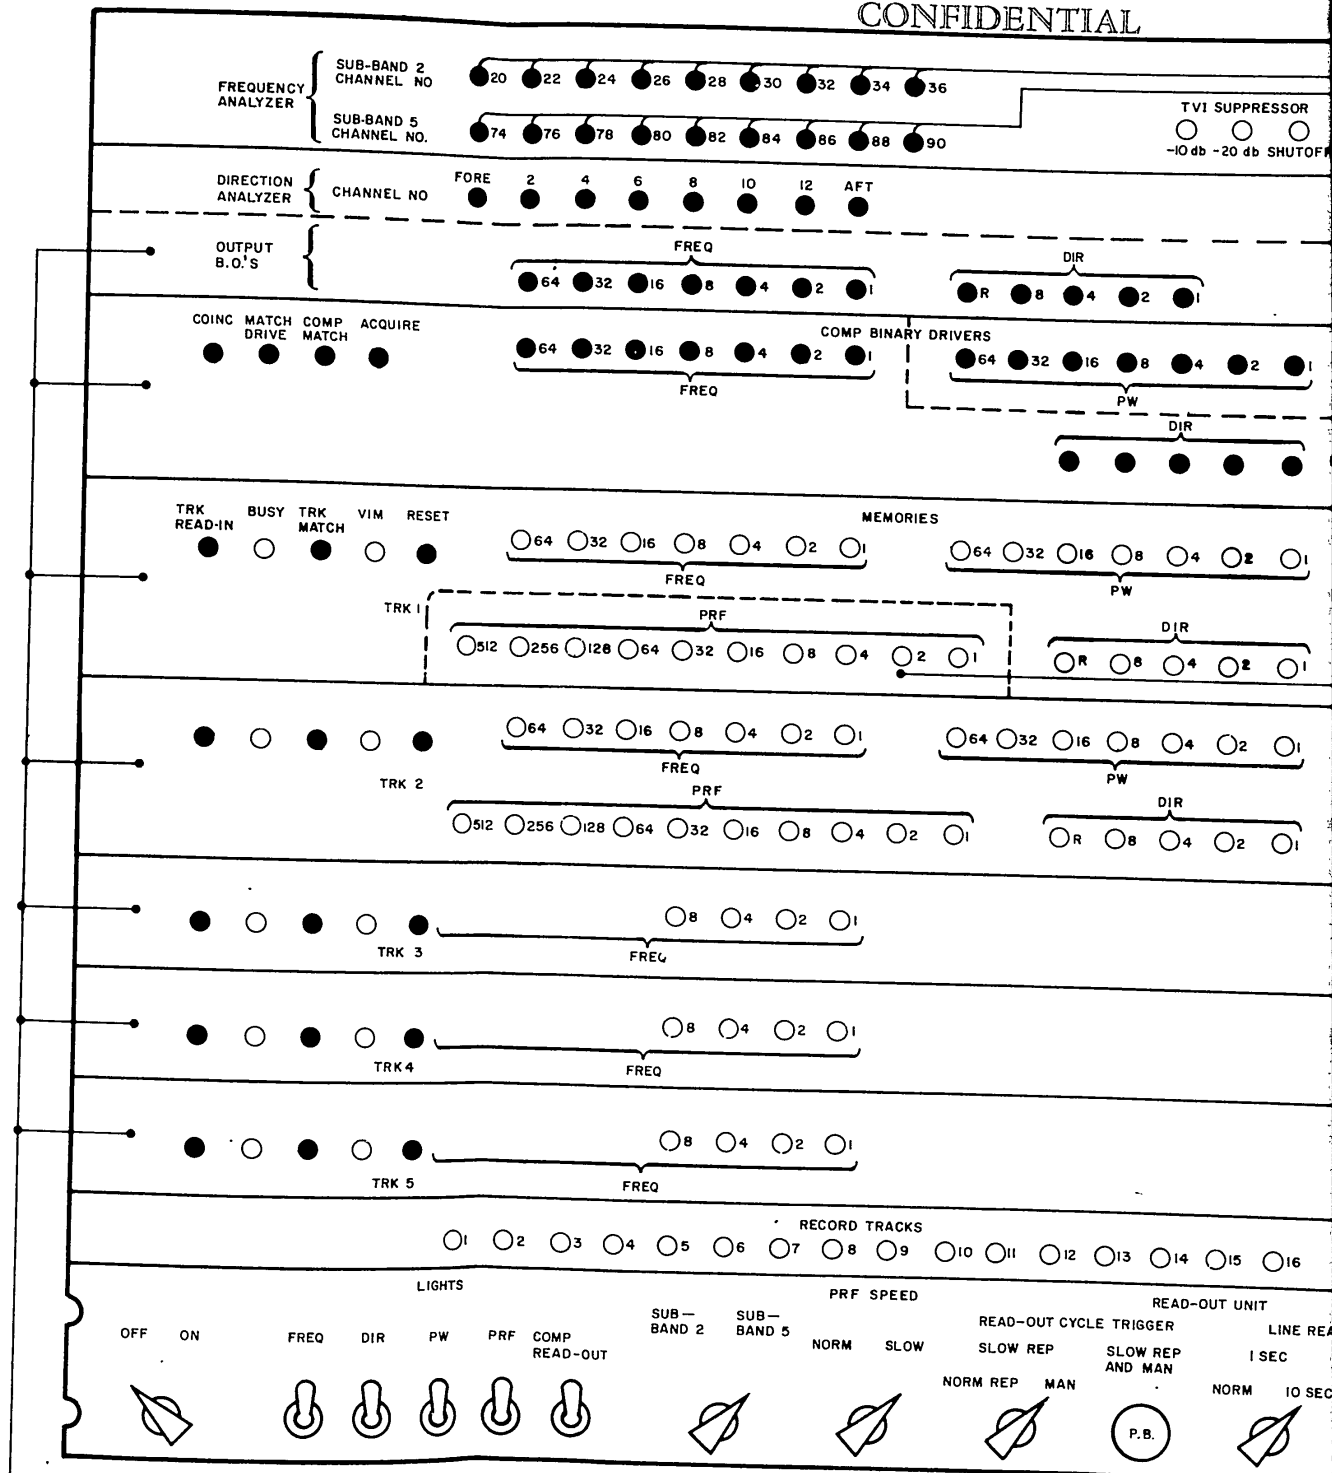 CONFIDENTIAL
FREQUENCY ANALYZER
SUB-BAND 2 CHANNEL NO
20 22 24 26 28 30 32 34 36
SUB-BAND 5 CHANNEL NO.
74 76 78 80 82 84 86 88 90
TVI SUPPRESSOR
-10 db -20 db SHUTOFF
DIRECTION ANALYZER
CHANNEL NO
FORE 2 4 6 8 10 12 AFT
OUTPUT B.O.'S
FREQ
64 32 16 8 4 2 1
DIR
R 8 4 2 1
COINC MATCH DRIVE COMP MATCH ACQUIRE
COMP BINARY DRIVERS
64 32 16 8 4 2 1
FREQ
64 32 16 8 4 2 1
PW
DIR
TRK READ-IN BUSY TRK MATCH VIM RESET
MEMORIES
64 32 16 8 4 2 1
FREQ
64 32 16 8 4 2 1
PW
TRK 1
PRF
512 256 128 64 32 16 8 4 2 1
DIR
R 8 4 2 1
64 32 16 8 4 2 1
FREQ
64 32 16 8 4 2 1
PW
TRK 2
PRF
512 256 128 64 32 16 8 4 2 1
DIR
R 8 4 2 1
8 4 2 1
TRK 3
FREQ
8 4 2 1
TRK4
FREQ
8 4 2 1
TRK 5
FREQ
RECORD TRACKS
1 2 3 4 5 6 7 8 9 10 11 12 13 14 15 16
LIGHTS
OFF ON
FREQ DIR PW PRF COMP READ-OUT
SUB-BAND 2 SUB-BAND 5
PRF SPEED
NORM SLOW
READ-OUT UNIT
READ-OUT CYCLE TRIGGER
SLOW REP
NORM REP MAN
SLOW REP AND MAN
P.B.
LINE REA
1 SEC
NORM 10 SEC